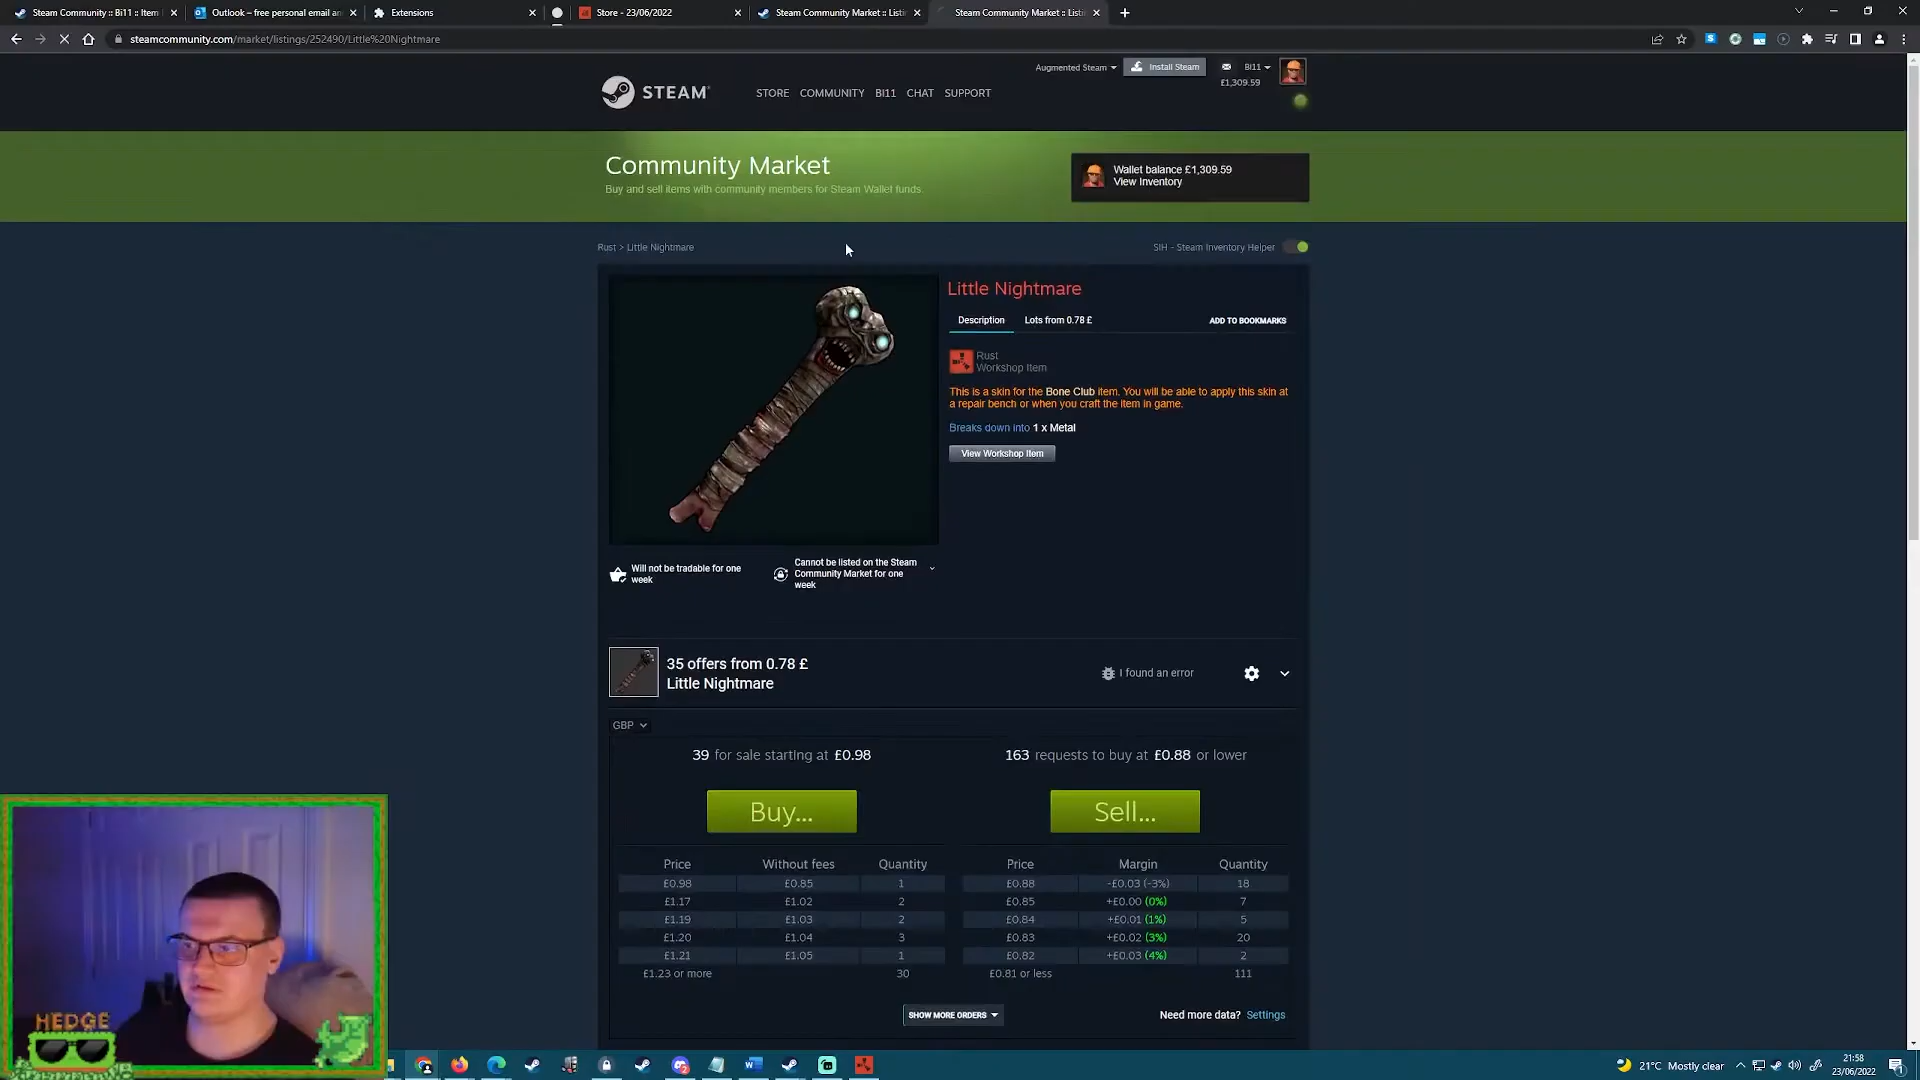 Steam Community :: Bi11 :: Item
Outlook – free personal email an
Extensions
Store - 23/06/2022
Steam Community Market :: Listi
Steam Community Market :: Listi
steamcommunity.com/market/listings/252490/Little%20Nightmare
Augmented Steam
Install Steam
Bi11
£1,309.59
STEAM
STORE COMMUNITY BI11 CHAT SUPPORT
Community Market
Buy and sell items with community members for Steam Wallet funds.
Wallet balance £1,309.59
View Inventory
Rust > Little Nightmare
SIH - Steam Inventory Helper
Little Nightmare
Description Lots from 0.78 £ ADD TO BOOKMARKS
Rust
Workshop Item
This is a skin for the Bone Club item. You will be able to apply this skin at
a repair bench or when you craft the item in game.
Breaks down into 1 x Metal
View Workshop Item
Will not be tradable for one
week
Cannot be listed on the Steam
Community Market for one
week
35 offers from 0.78 £
Little Nightmare
I found an error
GBP
39 for sale starting at £0.98
163 requests to buy at £0.88 or lower
Buy...
Sell...
Price Without fees Quantity Price Margin Quantity
£0.98 £0.85 1 £0.88 -£0.03 (-3%) 18
£1.17 £1.02 2 £0.85 +£0.00 (0%) 7
£1.19 £1.03 2 £0.84 +£0.01 (1%) 5
£1.20 £1.04 3 £0.83 +£0.02 (3%) 20
£1.21 £1.05 1 £0.82 +£0.03 (4%) 2
£1.23 or more 30 £0.81 or less 111
SHOW MORE ORDERS
Need more data? Settings
HEDGE
21°C Mostly clear
21:58
23/06/2022